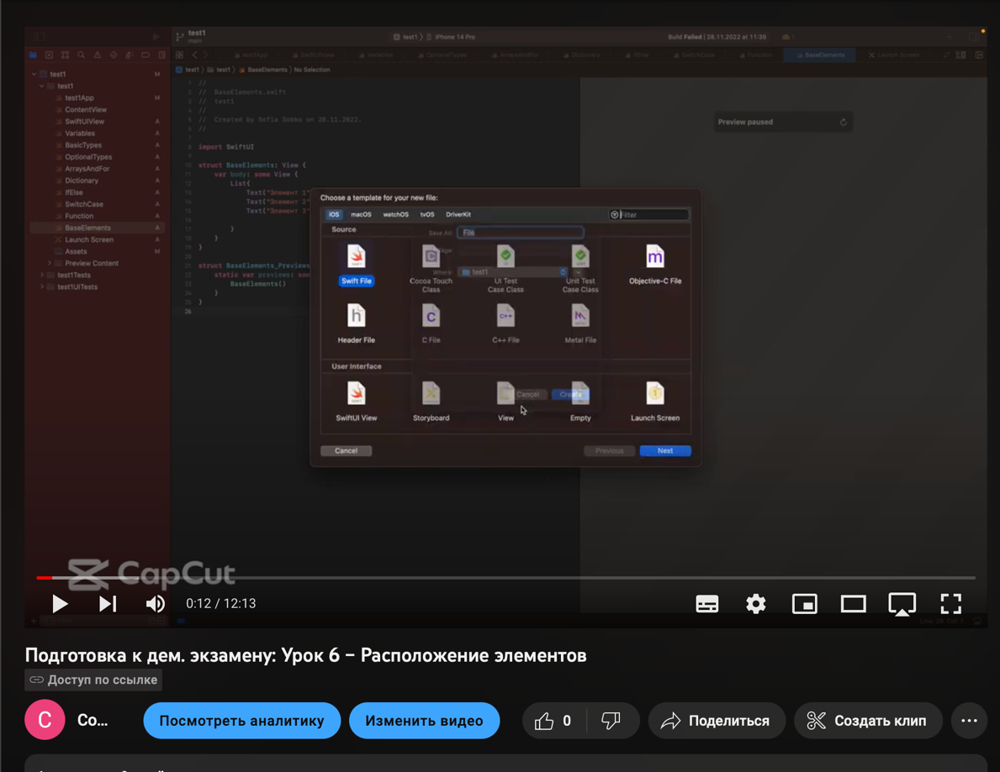 test1
main
test1 〉 iPhone 14 Pro
Build Failed | 28.11.2022 at 11:39
1
test1App
SwiftUIView
Variables
OptionalTypes
ArraysAndFor
Dictionary
IfElse
SwitchCase
Function
BaseElements
Launch Screen
test1 〉 test1 〉 BaseElements 〉 No Selection
test1 M
test1
test1App M
ContentView
SwiftUIView A
Variables A
BasicTypes A
OptionalTypes A
ArraysAndFor A
Dictionary A
IfElse A
SwitchCase A
Function A
BaseElements A
Launch Screen A
Assets M
Preview Content
test1Tests
test1UITests
1 //
2 // BaseElements.swift
3 // test1
4 //
5 // Created by Sofia Sobko on 28.11.2022.
6 //
7
8 import SwiftUI
9
10 struct BaseElements: View {
11 var body: some View {
12 List{
13 Text("Элемент 1"
14 Text("Элемент 2"
15 Text("Элемент 3"
16
17 }
18 }
19 }
20
21 struct BaseElements_Previews
22 static var previews: som
23 BaseElements()
24 }
25 }
26
Preview paused
Choose a template for your new file:
iOS macOS watchOS tvOS DriverKit Filter
Source
Save As: File
Tags:
Where: test1
Swift File
Cocoa Touch Class
UI Test Case Class
Unit Test Case Class
Objective-C File
Header File
C File
C++ File
Metal File
User Interface
Cancel Create
SwiftUI View
Storyboard
View
Empty
Launch Screen
Cancel Previous Next
CapCut
0:12 / 12:13
Подготовка к дем. экзамену: Урок 6 – Расположение элементов
Доступ по ссылке
С Со... Посмотреть аналитику Изменить видео 0 Поделиться Создать клип